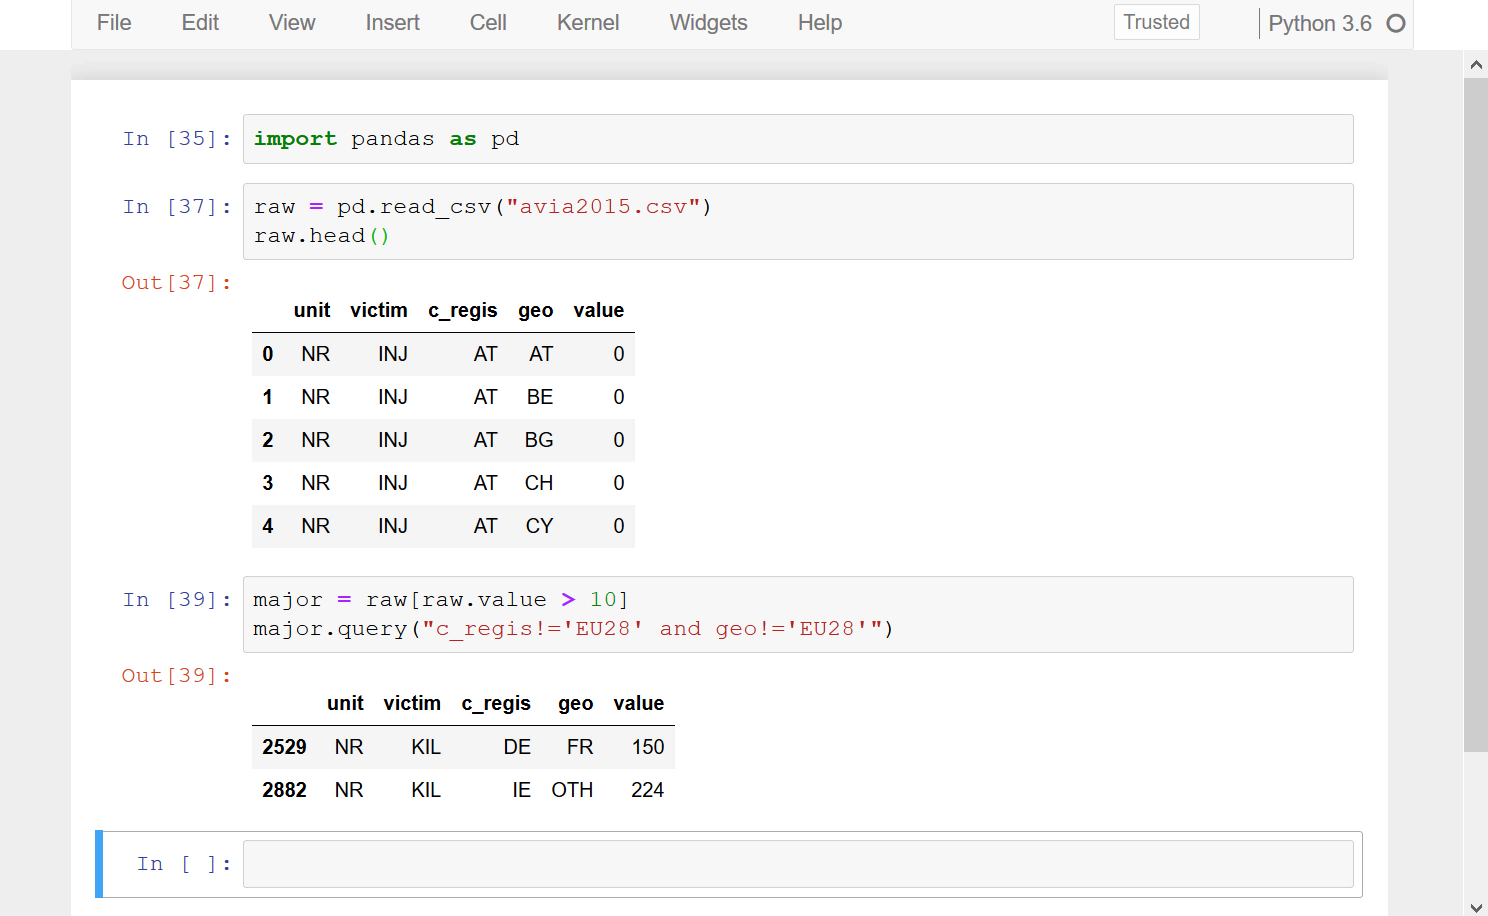 File Edit View Insert Cell Kernel Widgets Help Trusted Python 3.6
In [35]: import pandas as pd
In [37]: raw = pd.read_csv("avia2015.csv")
raw.head()
Out[37]:
unit victim c_regis geo value
0 NR INJ AT AT 0
1 NR INJ AT BE 0
2 NR INJ AT BG 0
3 NR INJ AT CH 0
4 NR INJ AT CY 0
In [39]: major = raw[raw.value > 10]
major.query("c_regis!='EU28' and geo!='EU28'")
Out[39]:
unit victim c_regis geo value
2529 NR KIL DE FR 150
2882 NR KIL IE OTH 224
In [ ]: